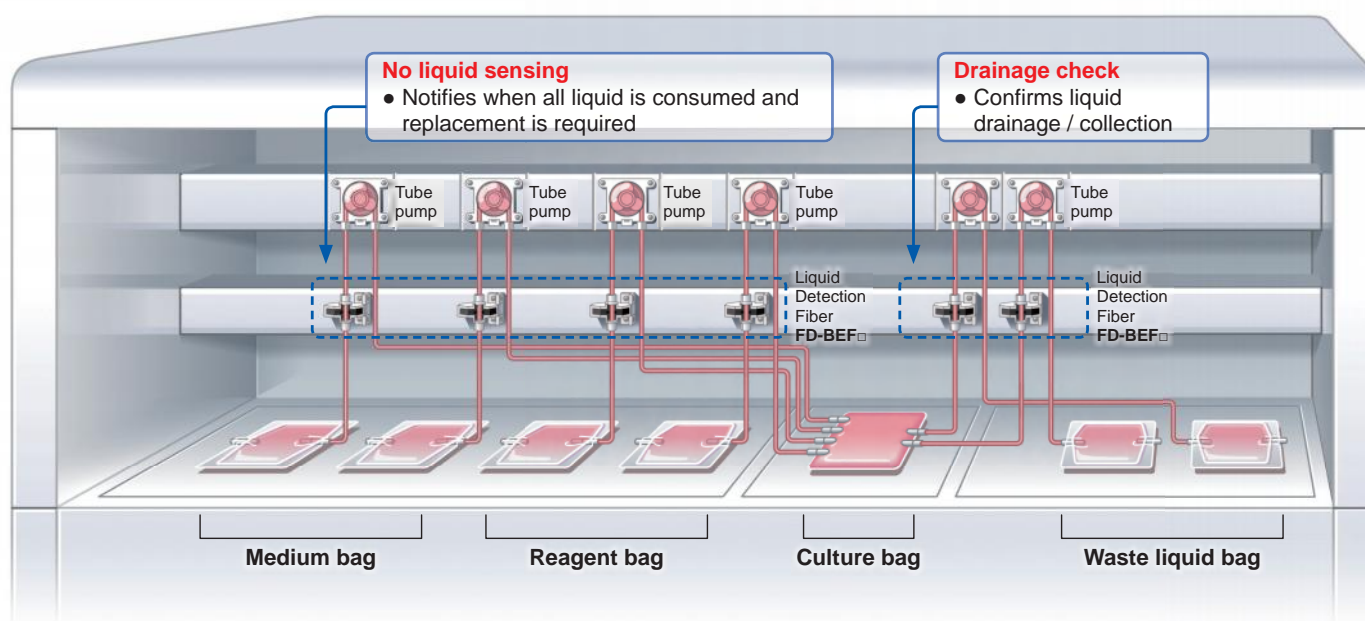 No liquid sensing
● Notifies when all liquid is consumed and
replacement is required
Drainage check
● Confirms liquid
drainage / collection
Tube
pump
Tube
pump
Tube
pump
Tube
pump
Tube
pump
Liquid
Detection
Fiber
FD-BEF□
Liquid
Detection
Fiber
FD-BEF□
Medium bag
Reagent bag
Culture bag
Waste liquid bag